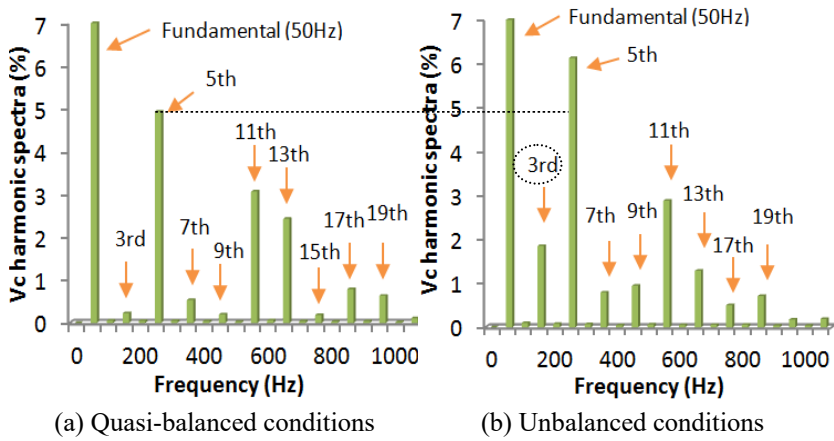 Vc harmonic spectra (%)
7
6
5
4
3
2
1
0
Fundamental (50Hz)
5th
3rd
7th
9th
11th
13th
15th
17th
19th
0 200 400 600 800 1000
Frequency (Hz)
(a) Quasi-balanced conditions
Vc harmonic spectra (%)
7
6
5
4
3
2
1
0
Fundamental (50Hz)
5th
3rd
7th
9th
11th
13th
17th
19th
0 200 400 600 800 1000
Frequency (Hz)
(b) Unbalanced conditions